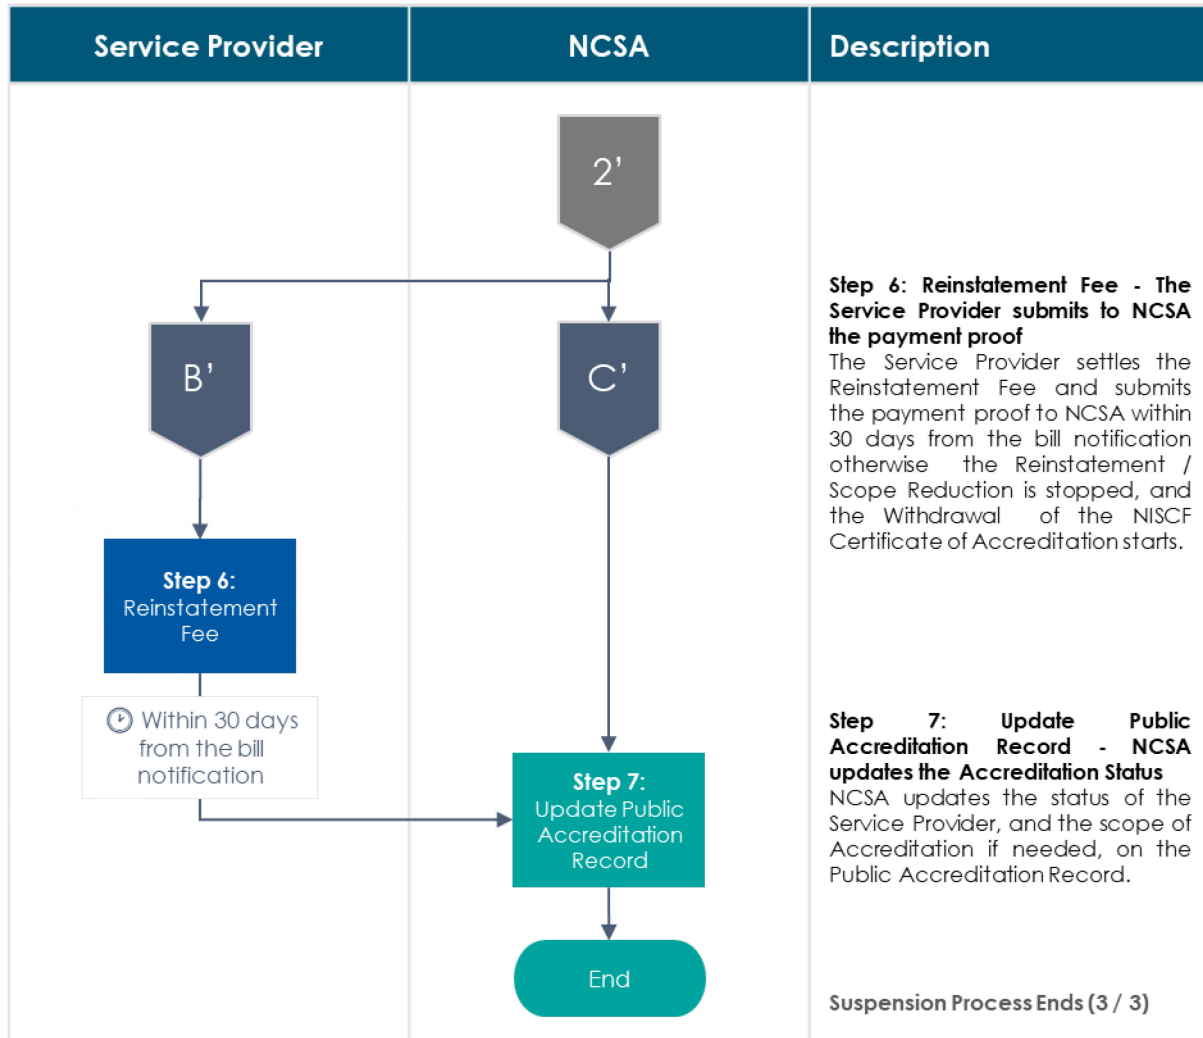 Service Provider
NCSA
Description
2’
B’
C’
Step 6:
Reinstatement
Fee
Within 30 days
from the bill
notification
Step 7:
Update Public
Accreditation
Record
End
Step 6: Reinstatement Fee - The
Service Provider submits to NCSA
the payment proof
The Service Provider settles the
Reinstatement Fee and submits
the payment proof to NCSA within
30 days from the bill notification
otherwise the Reinstatement /
Scope Reduction is stopped, and
the Withdrawal of the NISCF
Certificate of Accreditation starts.
Step 7: Update Public
Accreditation Record - NCSA
updates the Accreditation Status
NCSA updates the status of the
Service Provider, and the scope of
Accreditation if needed, on the
Public Accreditation Record.
Suspension Process Ends (3 / 3)